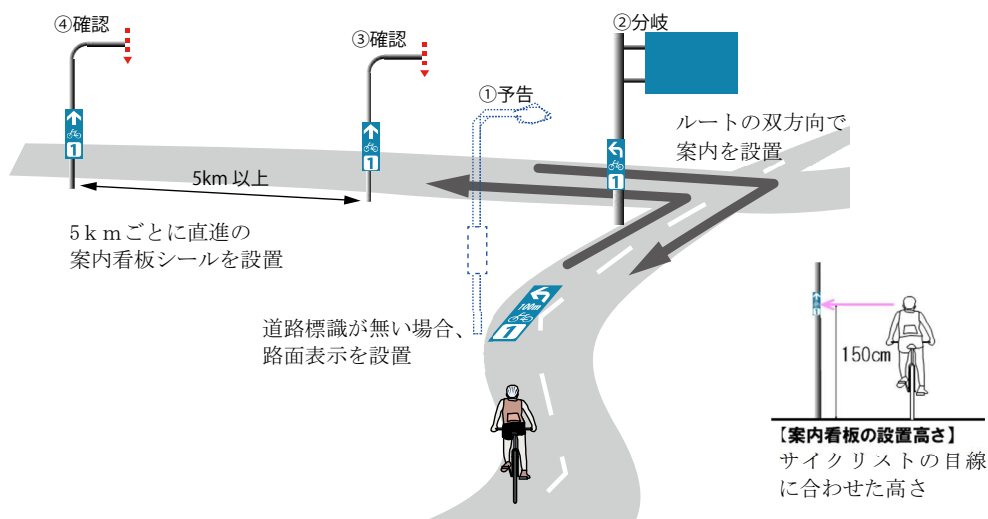 ④確認
③確認
②分岐
①予告
ルートの双方向で
案内を設置
1
1
1
5km 以上
5kmごとに直進の
案内看板シールを設置
100m
1
道路標識が無い場合、
路面表示を設置
1
150cm
【案内看板の設置高さ】
サイクリストの目線
に合わせた高さ